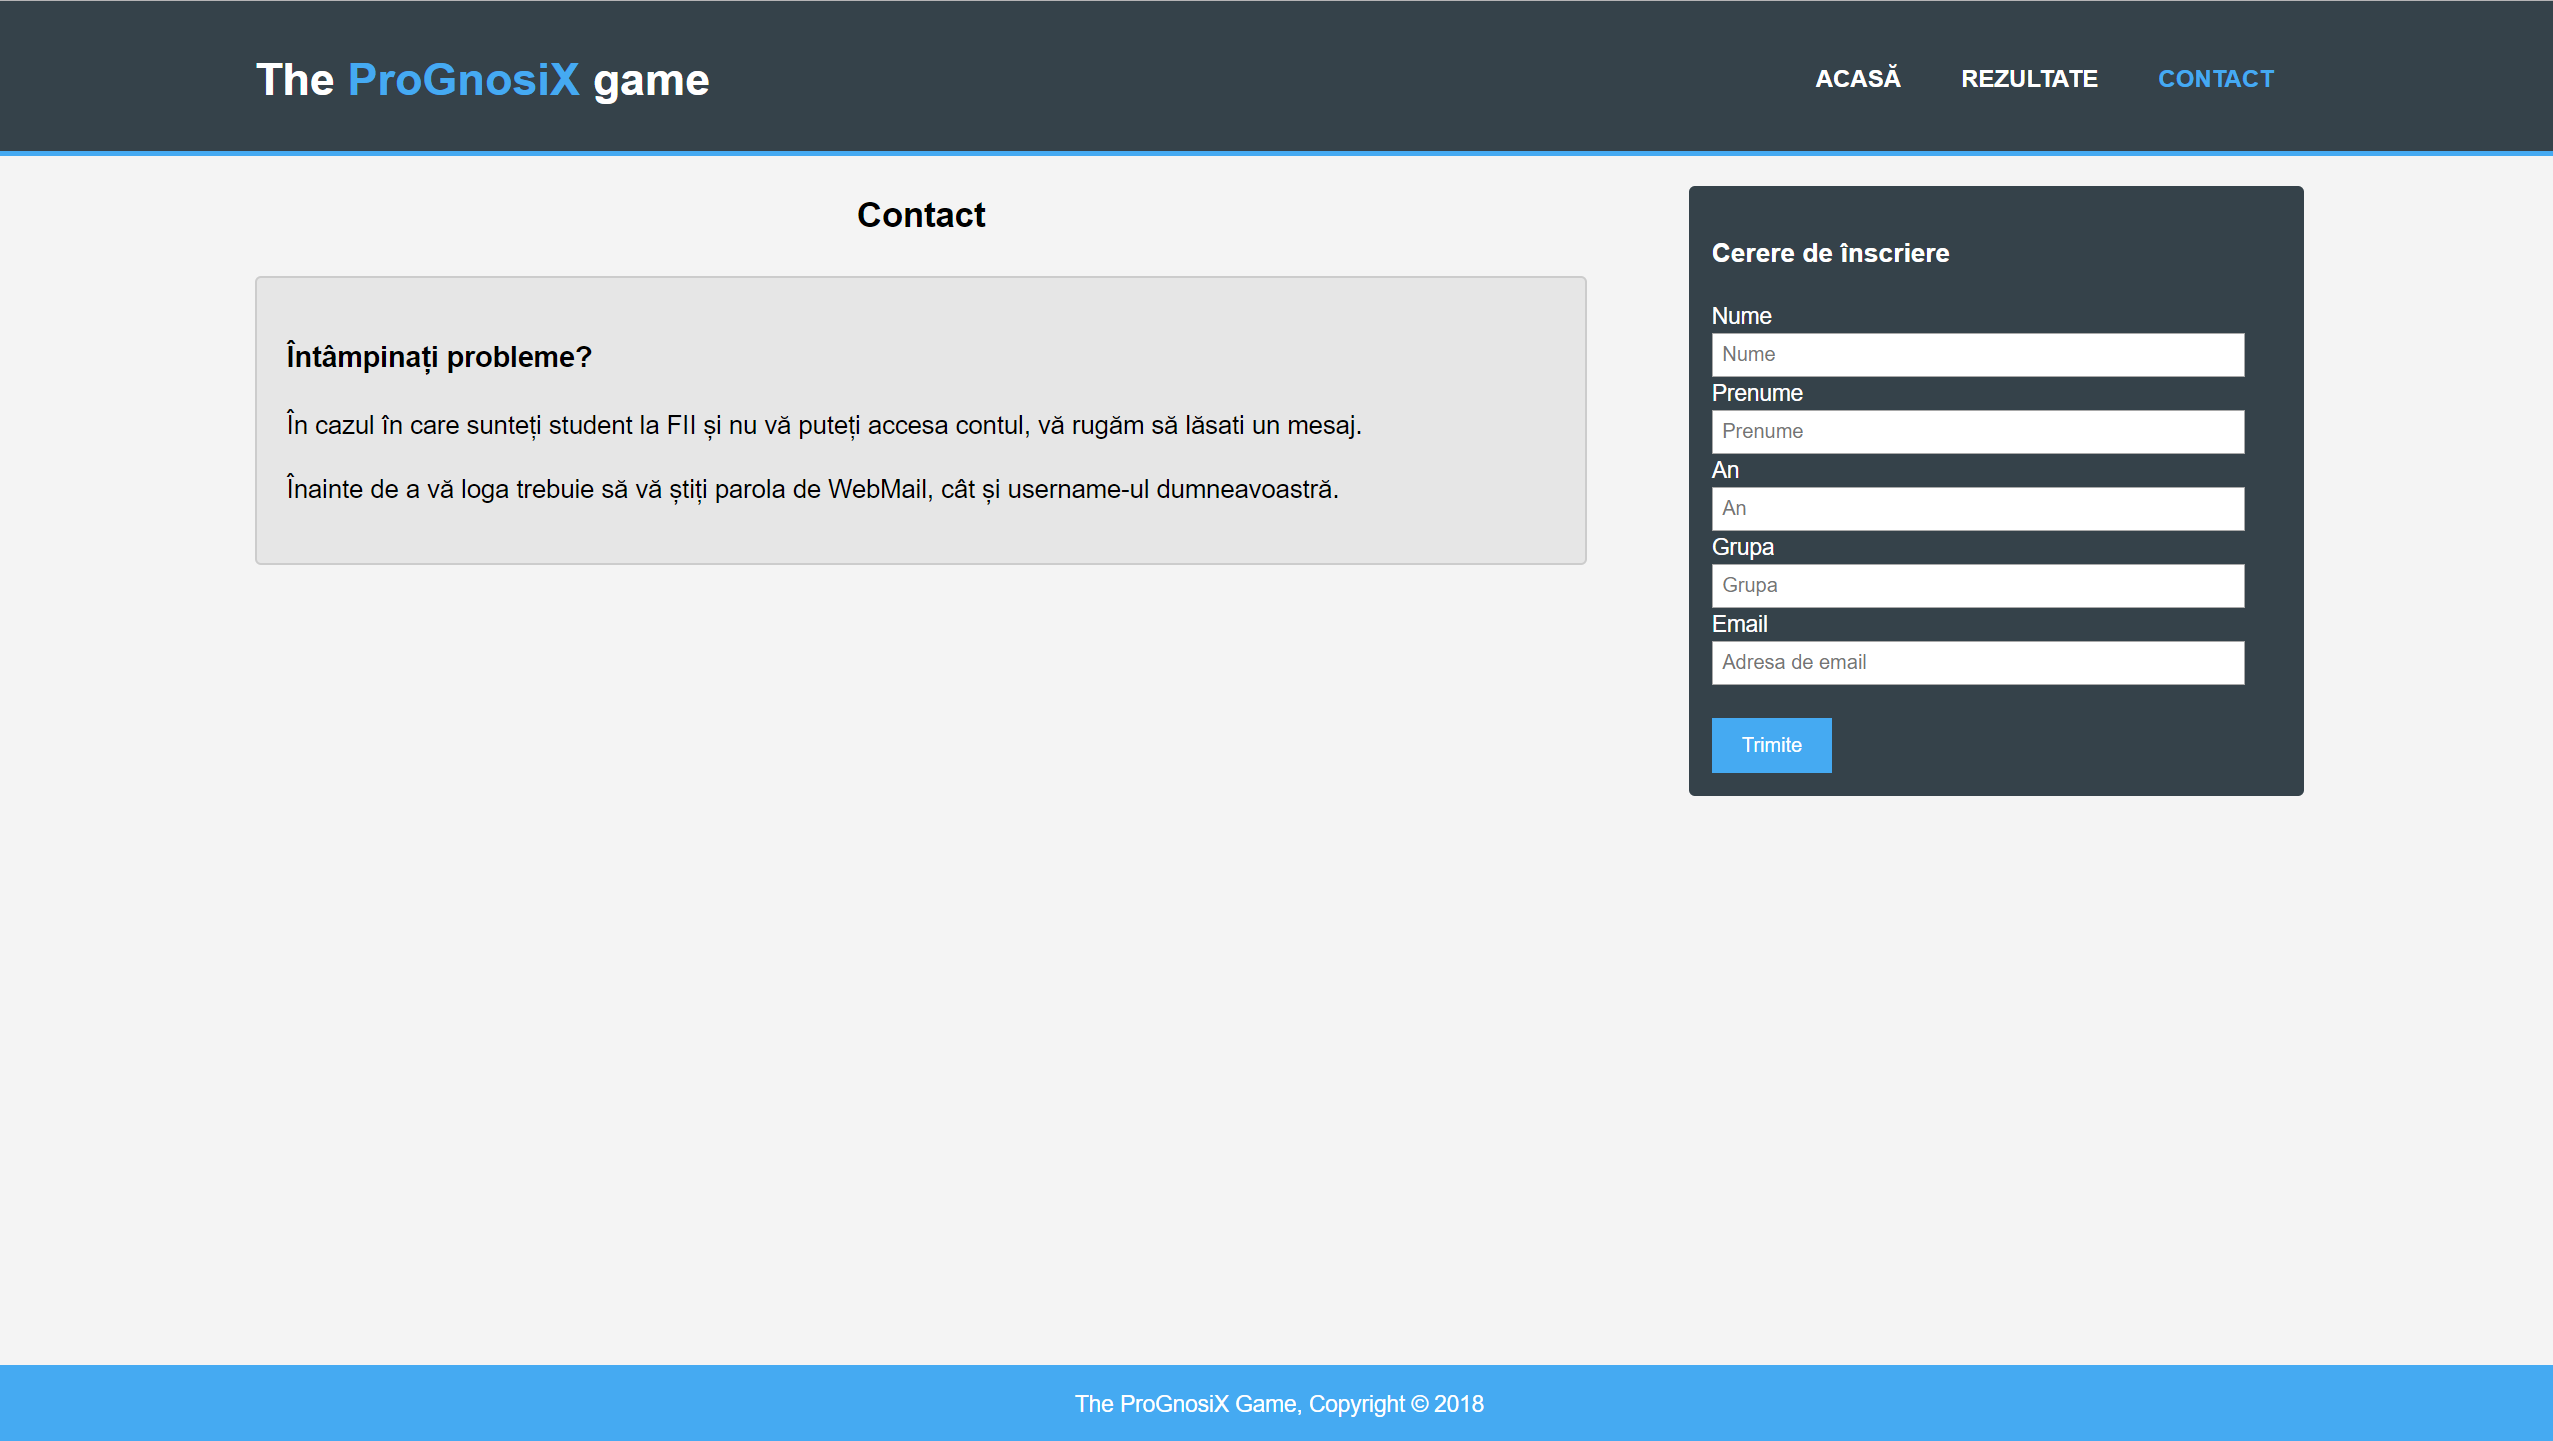 The ProGnosiX game
ACASĂ REZULTATE CONTACT
Contact
Întâmpinați probleme?
În cazul în care sunteți student la FII și nu vă puteți accesa contul, vă rugăm să lăsati un mesaj.
Înainte de a vă loga trebuie să vă știți parola de WebMail, cât și username-ul dumneavoastră.
Cerere de înscriere
Nume
Nume
Prenume
Prenume
An
An
Grupa
Grupa
Email
Adresa de email
Trimite
The ProGnosiX Game, Copyright © 2018